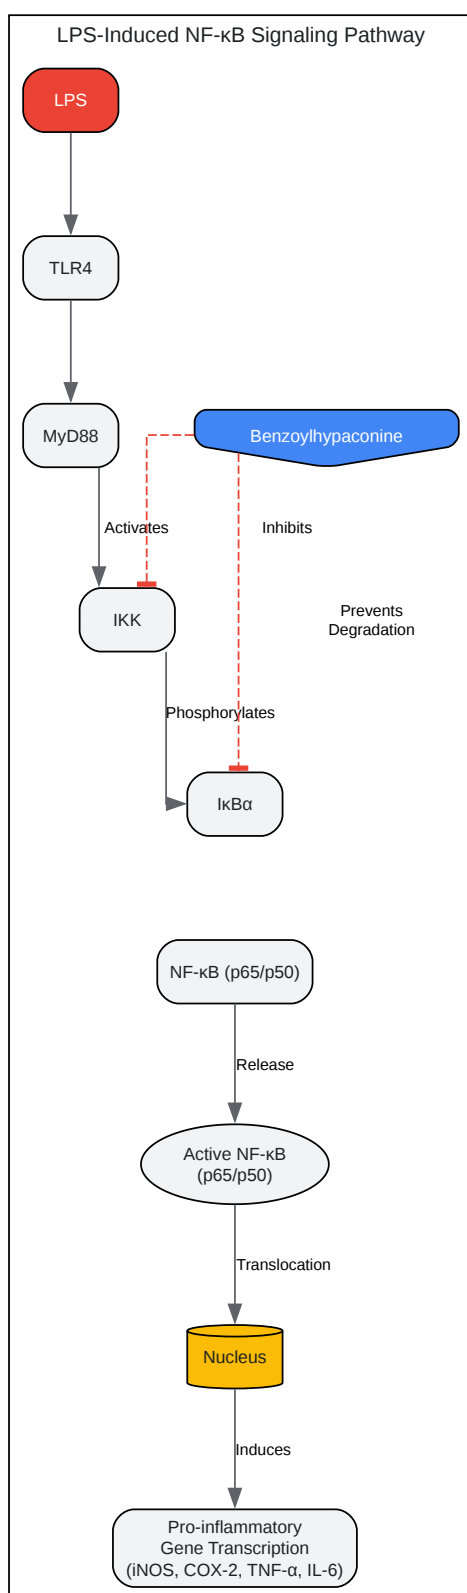 LPS-Induced NF-κB Signaling Pathway
LPS
TLR4
MyD88
Benzoylhypaconine
Activates
Inhibits
IKK
Prevents
Degradation
Phosphorylates
IκBα
NF-κB (p65/p50)
Release
Active NF-κB
(p65/p50)
Translocation
Nucleus
Induces
Pro-inflammatory
Gene Transcription
(iNOS, COX-2, TNF-α, IL-6)